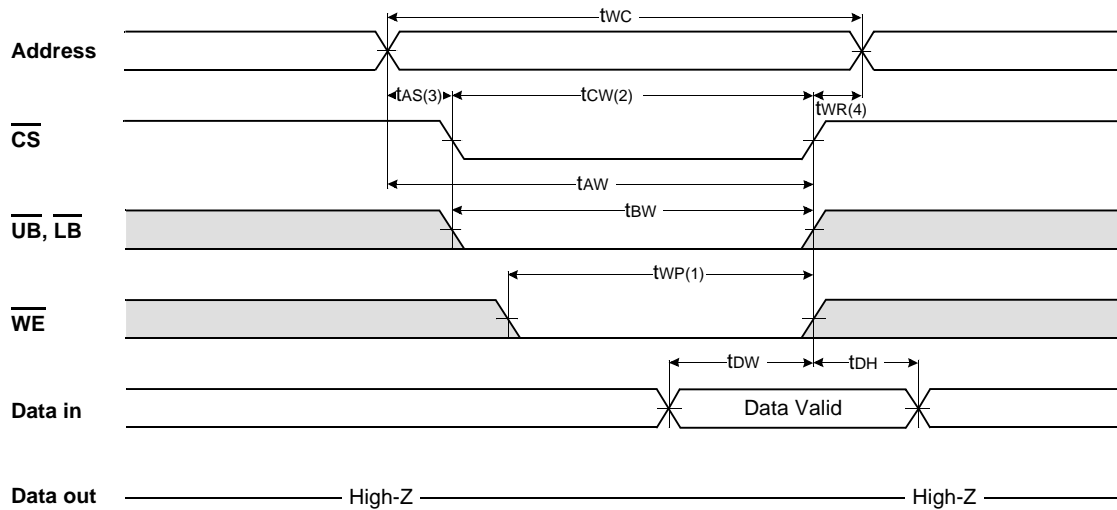 tWC
Address
tAS(3) tCW(2) tWR(4)
CS
tAW
UB, LB
tBW
tWP(1)
WE
tDW tDH
Data in Data Valid
Data out High-Z High-Z